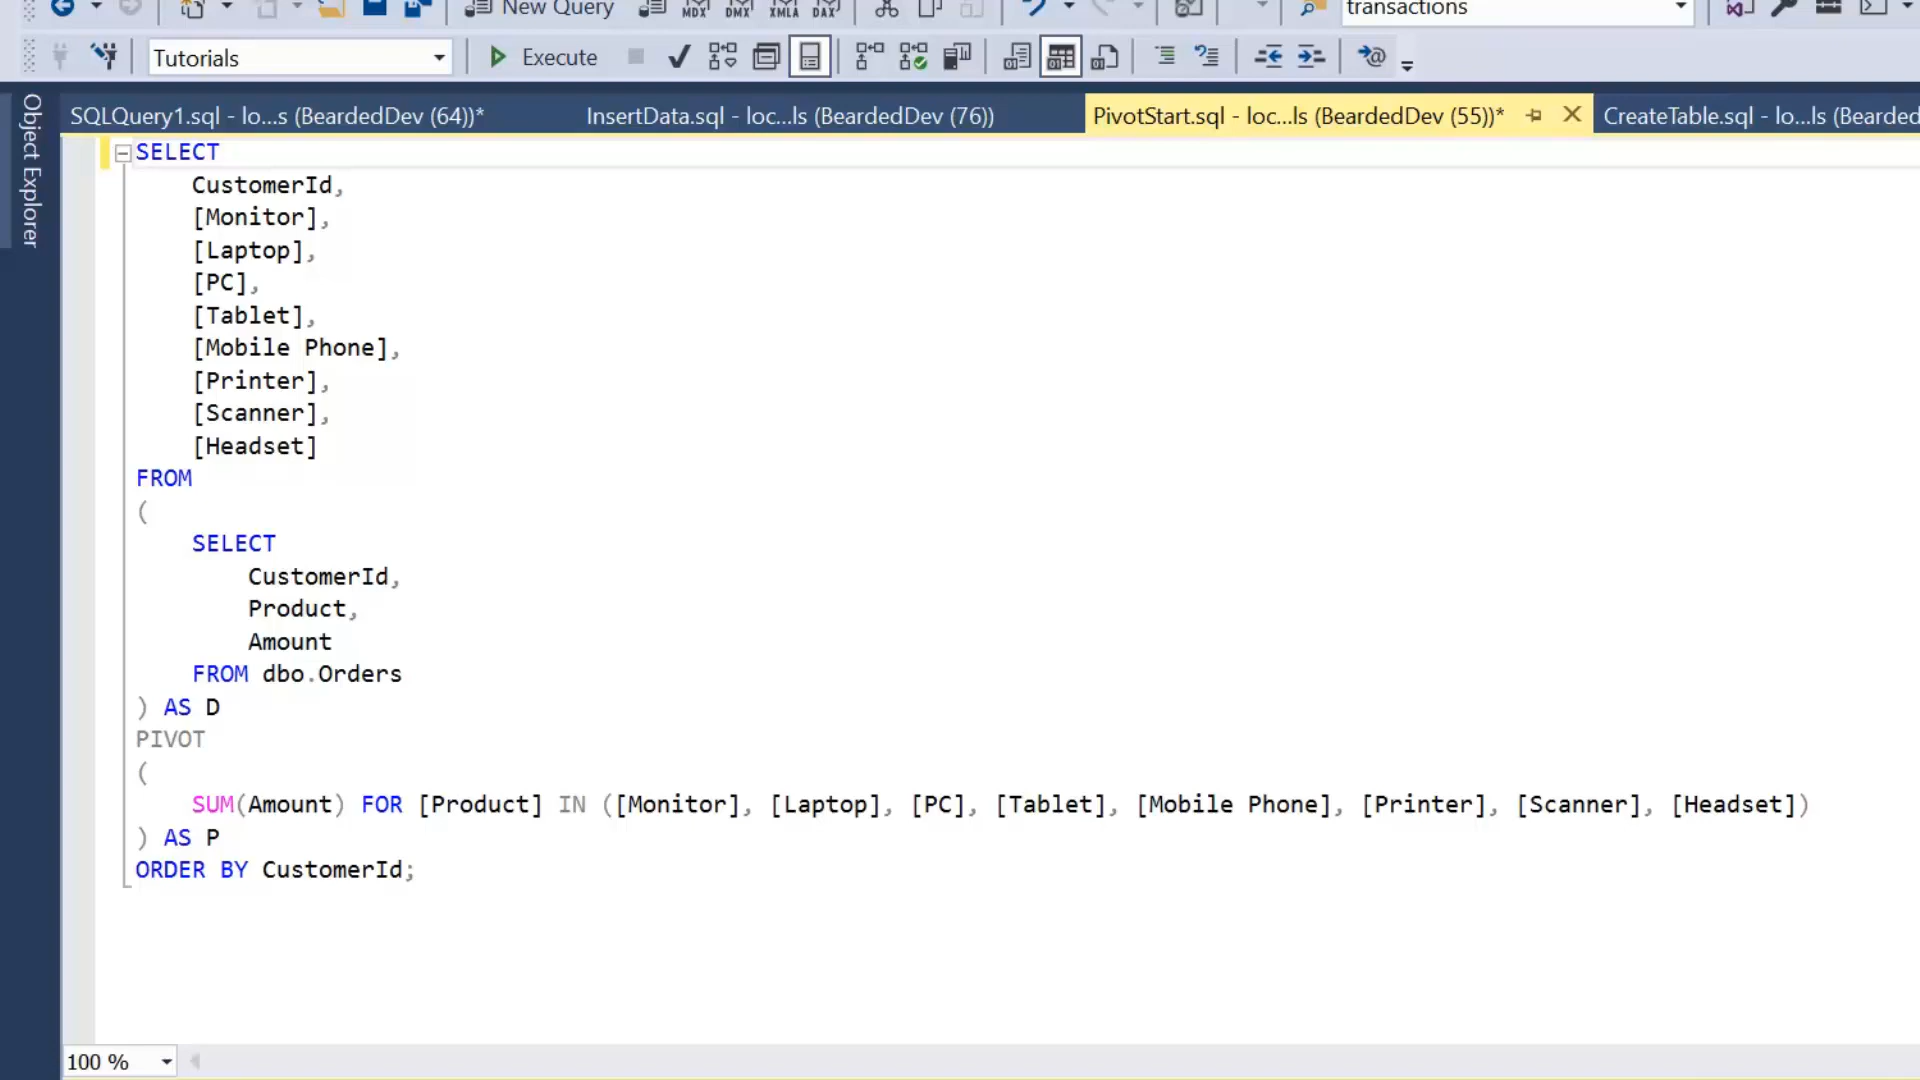 New Query MDX DMX XMLA DAX transactions
Tutorials Execute
Object Explorer
SQLQuery1.sql - lo...s (BeardedDev (64))* InsertData.sql - loc...ls (BeardedDev (76)) PivotStart.sql - loc...ls (BeardedDev (55))* CreateTable.sql - lo...ls (Bearded
SELECT
CustomerId,
[Monitor],
[Laptop],
[PC],
[Tablet],
[Mobile Phone],
[Printer],
[Scanner],
[Headset]
FROM
(
SELECT
CustomerId,
Product,
Amount
FROM dbo.Orders
) AS D
PIVOT
(
SUM(Amount) FOR [Product] IN ([Monitor], [Laptop], [PC], [Tablet], [Mobile Phone], [Printer], [Scanner], [Headset])
) AS P
ORDER BY CustomerId;
100 %